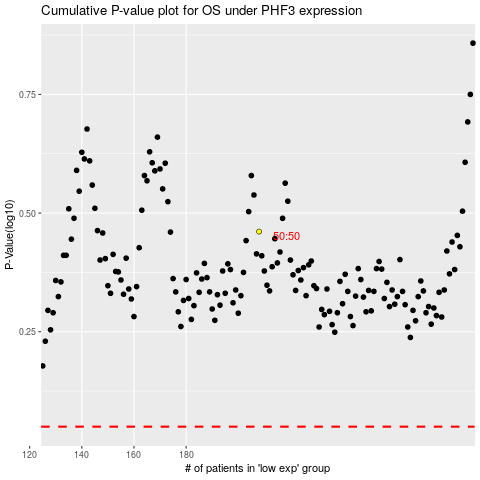 Cumulative P-value plot for OS under PHF3 expression
P-Value(log10)
0.75
0.50
0.25
50:50
120 140 160 180
# of patients in 'low exp' group